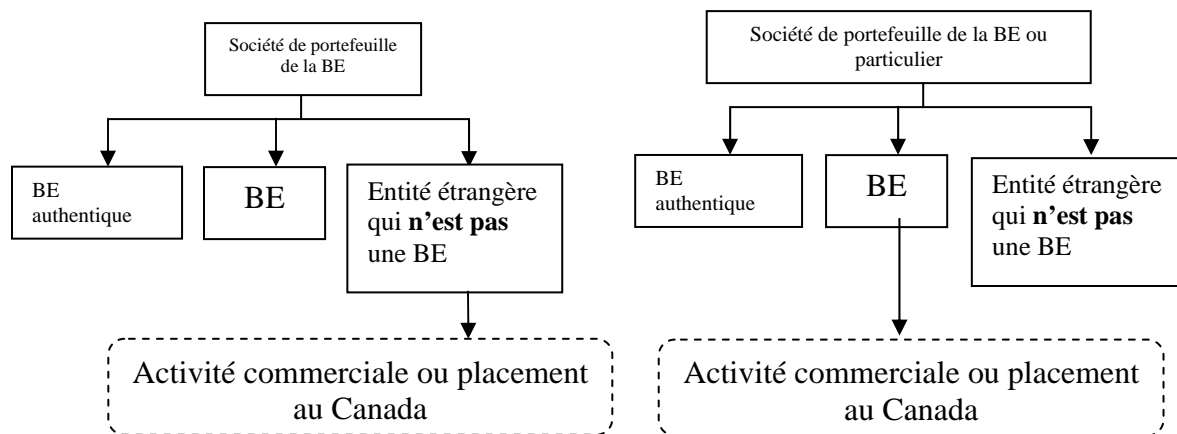 Société de portefeuille
de la BE
BE
authentique
BE
Entité étrangère
qui n’est pas
une BE
Activité commerciale ou placement
au Canada
Société de portefeuille de la BE ou
particulier
BE
authentique
BE
Entité étrangère
qui n’est pas
une BE
Activité commerciale ou placement
au Canada